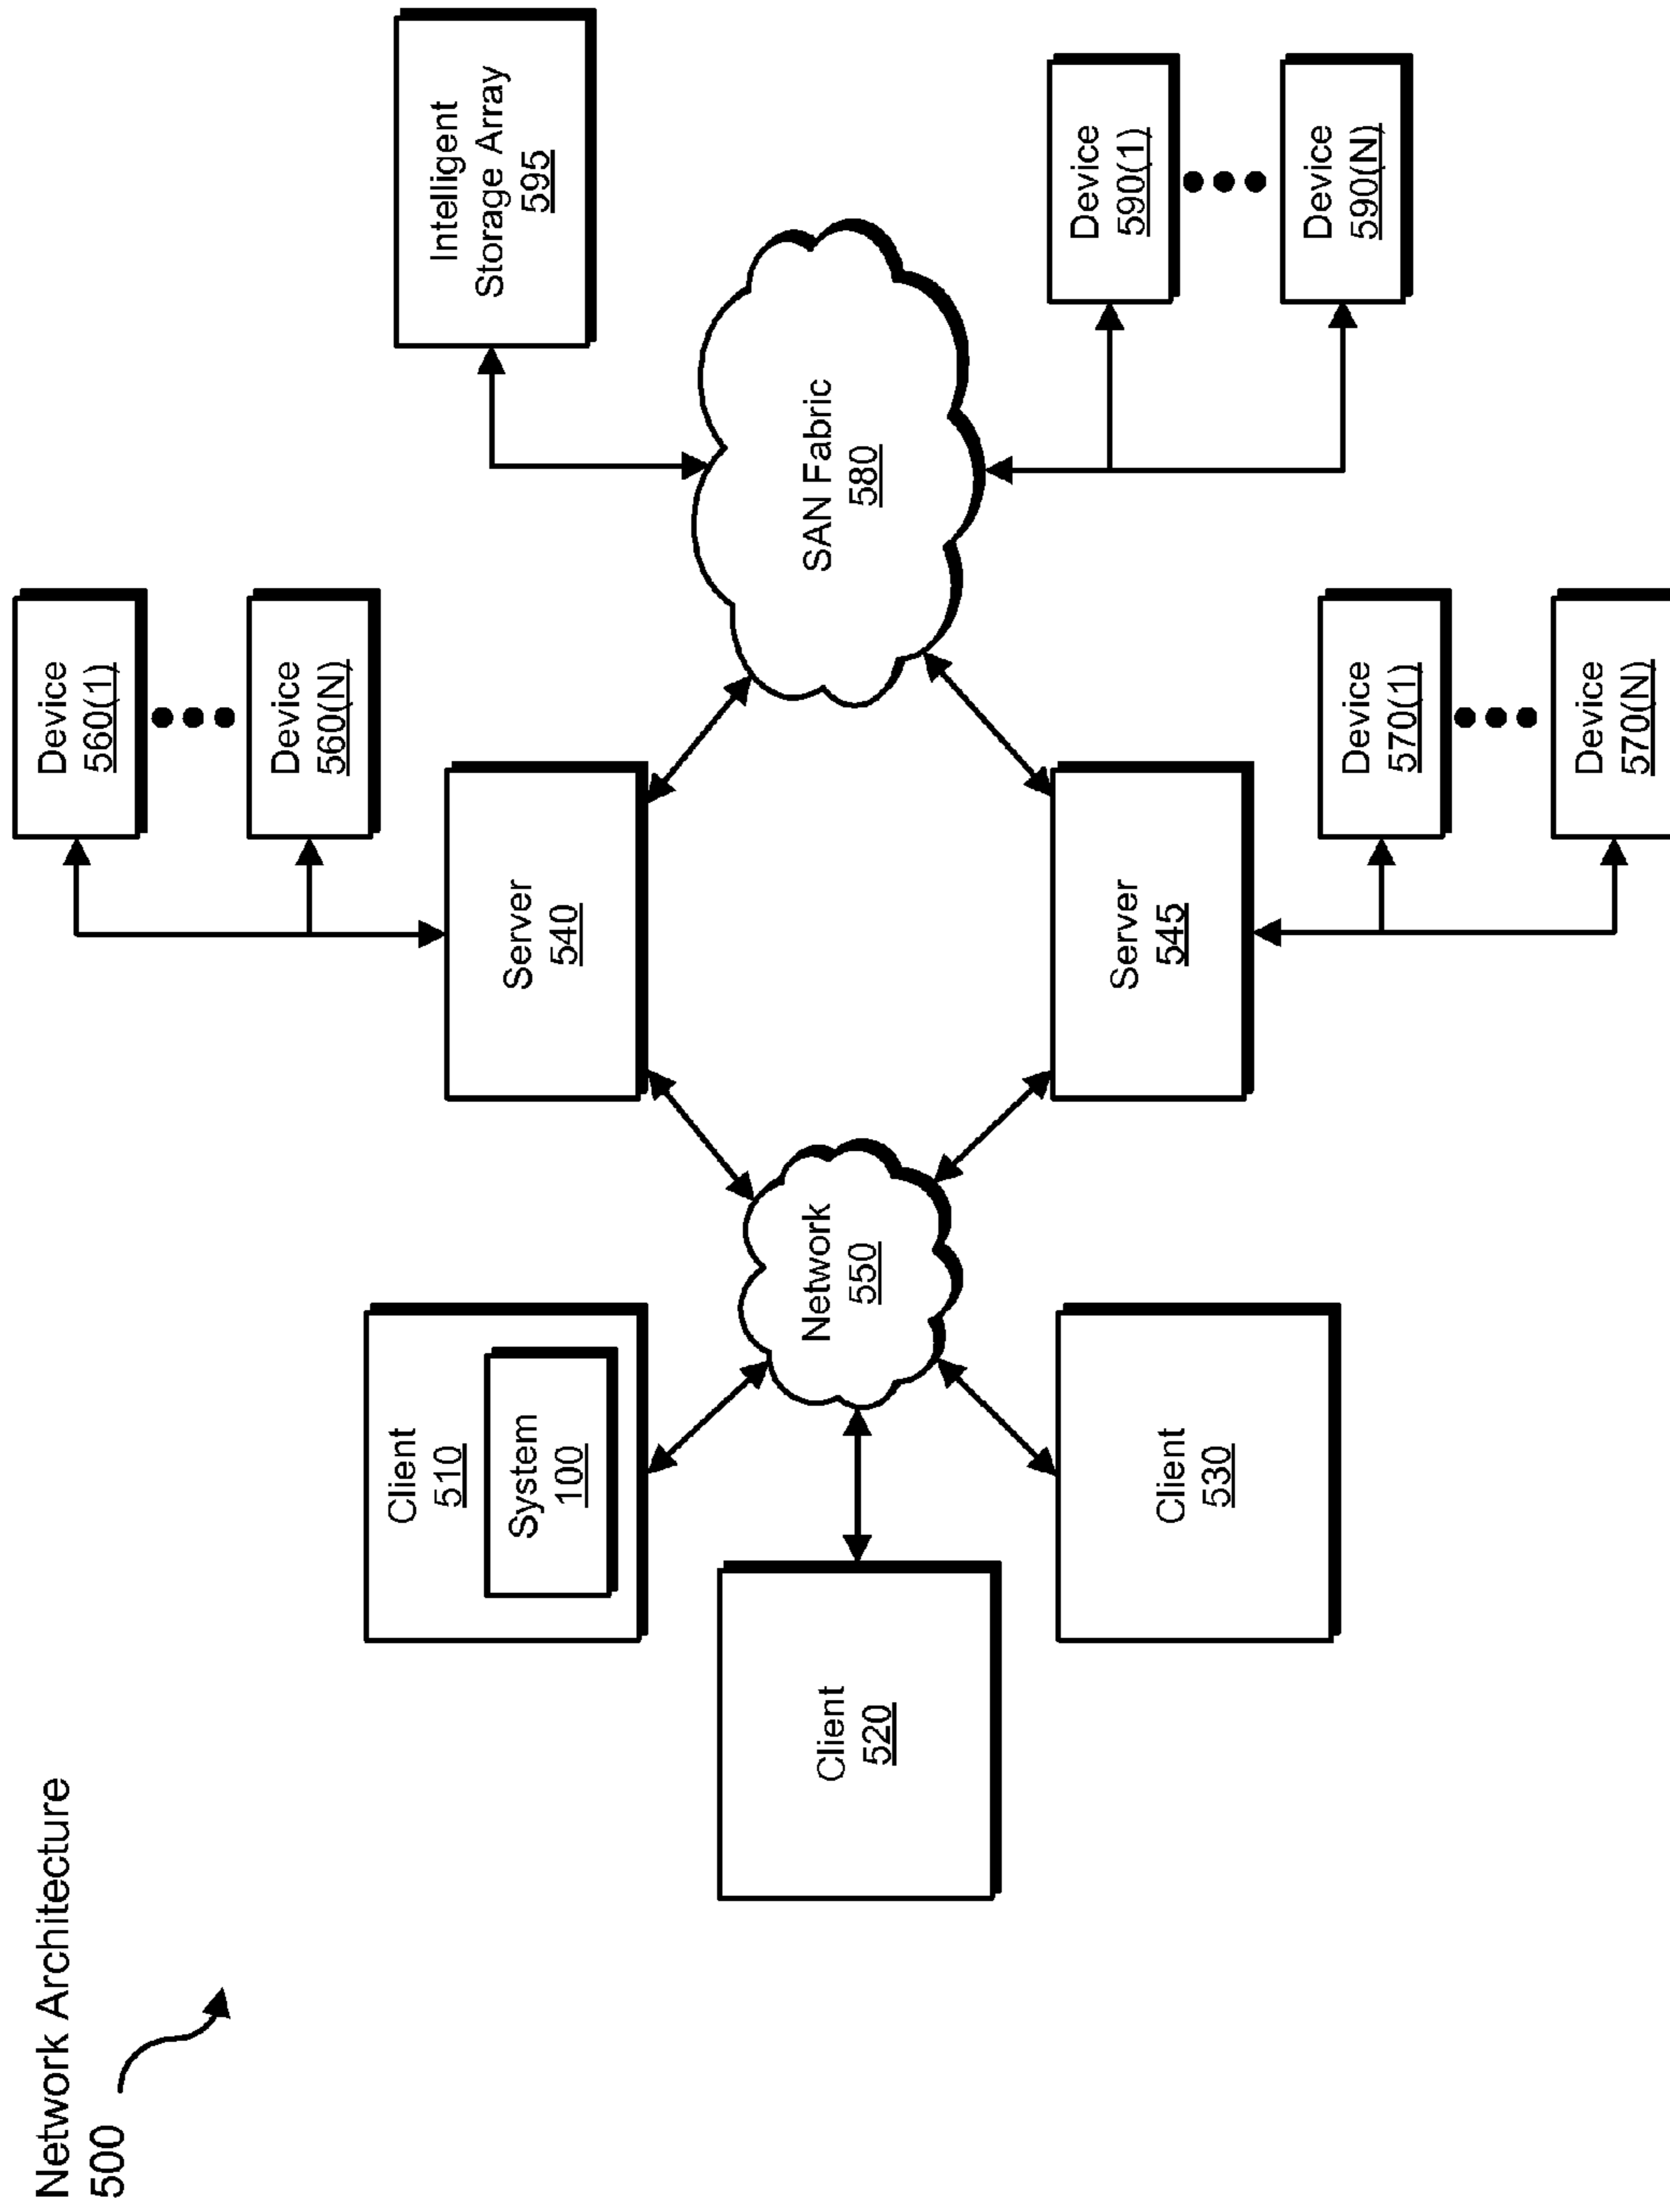 Network Architecture
500
Client
510
System
100
Client
520
Client
530
Network
550
Server
540
Server
545
Device
560(1)
Device
560(N)
Device
570(1)
Device
570(N)
SAN Fabric
580
Intelligent
Storage Array
595
Device
590(1)
Device
590(N)